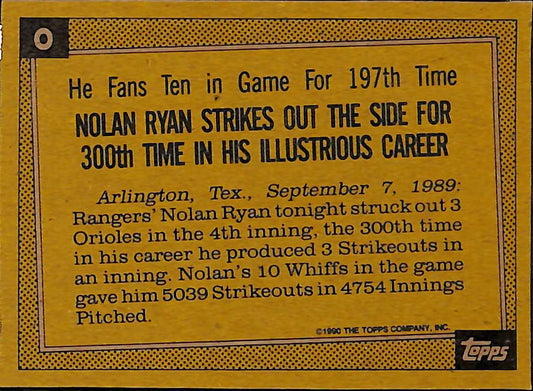 O
He Fans Ten in Game For 197th Time
NOLAN RYAN STRIKES OUT THE SIDE FOR
300th TIME IN HIS ILLUSTRIOUS CAREER
Arlington, Tex., September 7, 1989:
Rangers' Nolan Ryan tonight struck out 3
Orioles in the 4th inning, the 300th time
in his career he produced 3 Strikeouts in
an inning. Nolan's 10 Whiffs in the game
gave him 5039 Strikeouts in 4754 Innings
Pitched.
©1990 THE TOPPS COMPANY, INC.
Topps